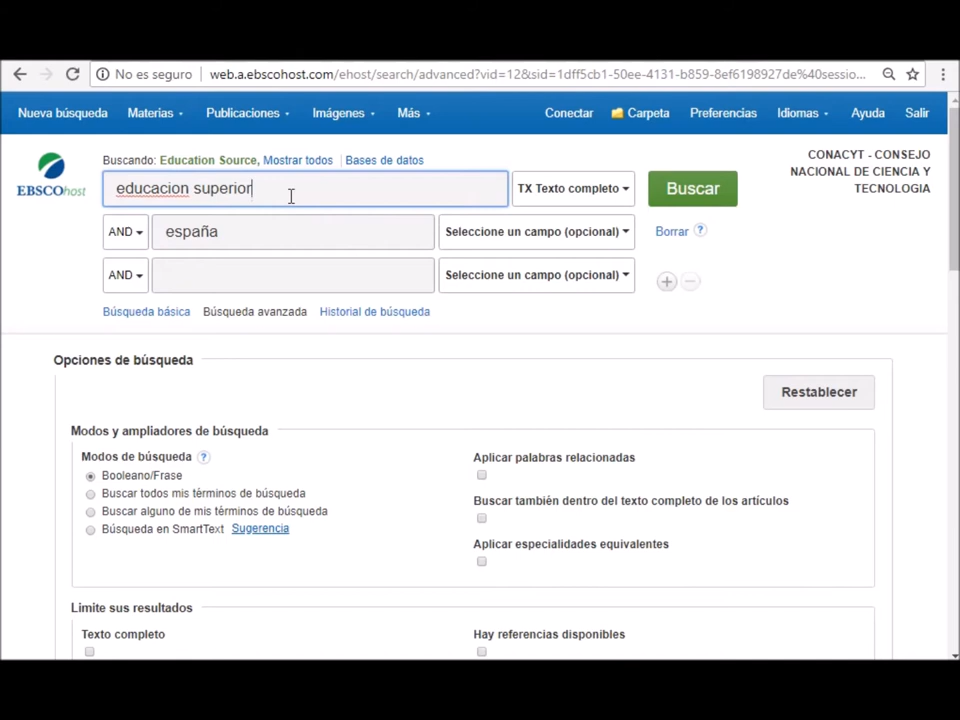 No es seguro web.a.ebscohost.com/ehost/search/advanced?vid=12&sid=1dff5cb1-50ee-4131-b859-8ef6198927de%40sessio...
Nueva búsqueda Materias Publicaciones Imágenes Más Conectar Carpeta Preferencias Idiomas Ayuda Salir
EBSCOhost
Buscando: Education Source, Mostrar todos Bases de datos
CONACYT - CONSEJO
NACIONAL DE CIENCIA Y
TECNOLOGIA
educacion superior TX Texto completo Buscar
AND españa Seleccione un campo (opcional) Borrar ?
AND Seleccione un campo (opcional)
Búsqueda básica Búsqueda avanzada Historial de búsqueda
Opciones de búsqueda
Restablecer
Modos y ampliadores de búsqueda
Modos de búsqueda ?
Booleano/Frase
Buscar todos mis términos de búsqueda
Buscar alguno de mis términos de búsqueda
Búsqueda en SmartText Sugerencia
Aplicar palabras relacionadas
Buscar también dentro del texto completo de los artículos
Aplicar especialidades equivalentes
Limite sus resultados
Texto completo
Hay referencias disponibles